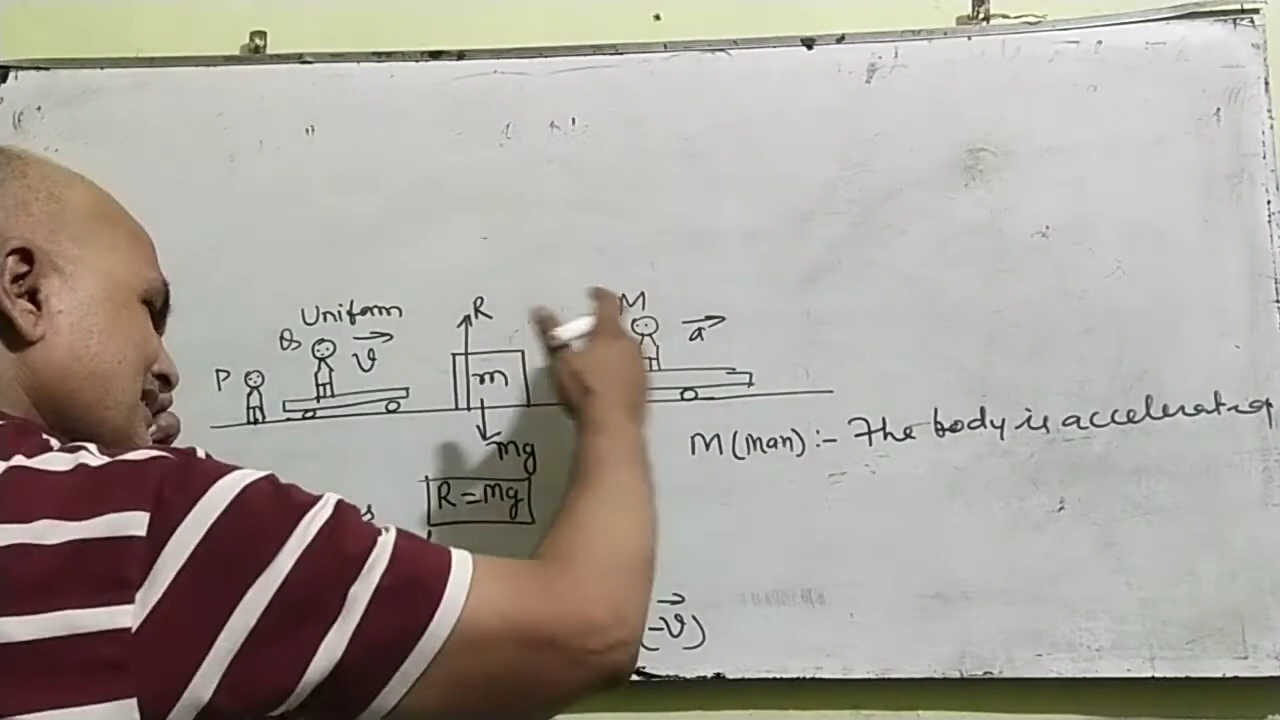 Uniform
P B v R M a
m
mg
R = mg
M (Man) :- The body is accelerating
(-v)